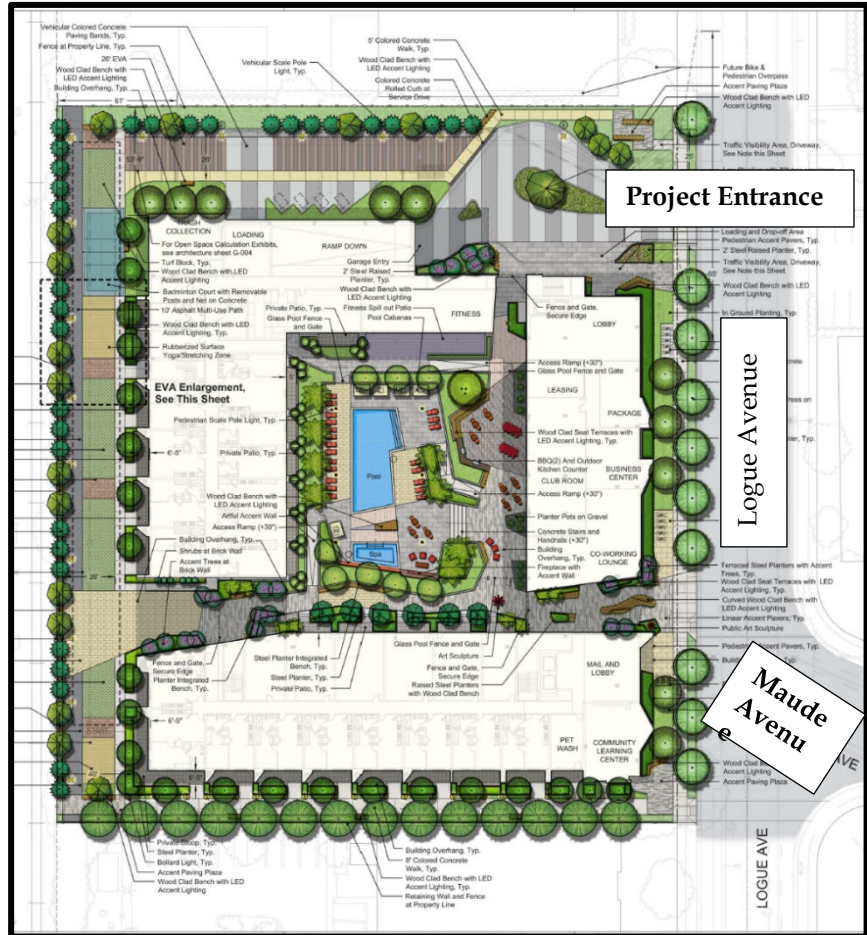 Vehicular Colored Concrete
Paving Bands, Typ.
Fence at Property Line, Typ.
26' EVA
Wood Clad Bench with
LED Accent Lighting
Building Overhang, Typ.
61'
Vehicular Scale Pole
Light, Typ.
5' Colored Concrete
Walk, Typ.
Wood Clad Bench with
LED Accent Lighting
Colored Concrete
Rolled Curb at
Service Drive
Future Bike &
Pedestrian Overpass
Accent Paving Plaza
Wood Clad Bench with LED
Accent Lighting
Traffic Visibility Area, Driveway,
See Note this Sheet
53'-9"
26'
25'
Project Entrance
Loading and Drop-off Area
Pedestrian Accent Pavers, Typ.
2' Steel Raised Planter, Typ.
Traffic Visibility Area, Driveway,
See Note this Sheet
Wood Clad Bench with LED
Accent Lighting
In Ground Planting, Typ.
TRASH
COLLECTION
LOADING
RAMP DOWN
For Open Space Calculation Exhibits,
see architecture sheet G-004
Turf Block, Typ.
Wood Clad Bench with LED
Accent Lighting
Badminton Court with Removable
Posts and Net on Concrete
10' Asphalt Multi-Use Path
Wood Clad Bench with LED
Accent Lighting, Typ.
Rubberized Surface
Yoga/Stretching Zone
EVA Enlargement,
See This Sheet
Garage Entry
2' Steel Raised
Planter, Typ.
Wood Clad Bench with
LED Accent Lighting
Private Patio, Typ.
Glass Pool Fence
and Gate
Fitness Spill out Patio
Pool Cabanas
FITNESS
Fence and Gate,
Secure Edge
LOBBY
Access Ramp (+30")
Glass Pool Fence and Gate
LEASING
PACKAGE
Logue Avenue
Pedestrian Scale Pole Light, Typ.
Private Patio, Typ.
6'-5"
Wood Clad Bench with
LED Accent Lighting
Artful Accent Wall
Access Ramp (+30")
Building Overhang, Typ.
Shrubs at Brick Wall
Accent Trees at
Brick Wall
26'
Pool
Spa
Wood Clad Seat Terraces with
LED Accent Lighting, Typ.
BBQ(2) And Outdoor
Kitchen Counter
CLUB ROOM
BUSINESS
CENTER
Access Ramp (+30")
Planter Pots on Gravel
Concrete Stairs and
Handrails (+30")
Building
Overhang, Typ.
Fireplace with
Accent Wall
CO-WORKING
LOUNGE
Terraced Steel Planters with Accent
Trees, Typ.
Wood Clad Seat Terraces with LED
Accent Lighting, Typ.
Curved Wood Clad Bench with
LED Accent Lighting
Linear Accent Pavers, Typ.
Public Art Sculpture
Fence and Gate,
Secure Edge
Planter Integrated
Bench, Typ.
Steel Planter Integrated
Bench, Typ.
Steel Planter, Typ.
Private Patio, Typ.
Glass Pool Fence and Gate
Art Sculpture
Fence and Gate,
Secure Edge
Raised Steel Planters
with Wood Clad Bench
MAIL AND
LOBBY
Maude
Avenu
e
AVE
6'-5"
6'-5"
PET
WASH
COMMUNITY
LEARNING
CENTER
Accent Lighting
Accent Paving Plaza
Private Stoop, Typ.
Steel Planter, Typ.
Bollard Light, Typ.
Accent Paving Plaza
Wood Clad Bench with LED
Accent Lighting
Building Overhang, Typ.
8' Colored Concrete
Walk, Typ.
Wood Clad Bench with LED
Accent Lighting, Typ.
Retaining Wall and Fence
at Property Line
LOGUE AVE